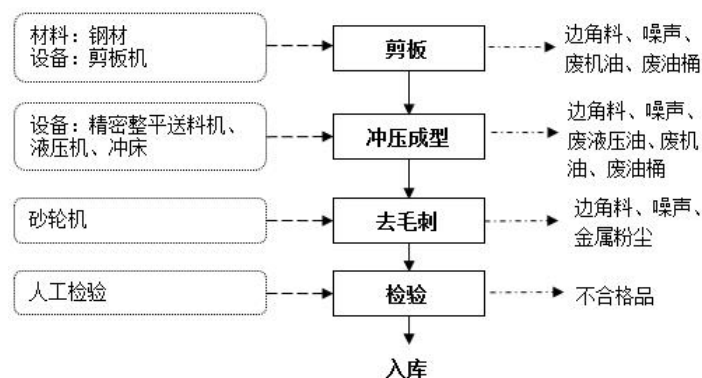 材料：钢材
设备：剪板机
剪板
边角料、噪声、
废机油、废油桶
设备：精密整平送料机、
液压机、冲床
冲压成型
边角料、噪声、
废液压油、废机
油、废油桶
砂轮机
去毛刺
边角料、噪声、
金属粉尘
人工检验
检验
不合格品
入库